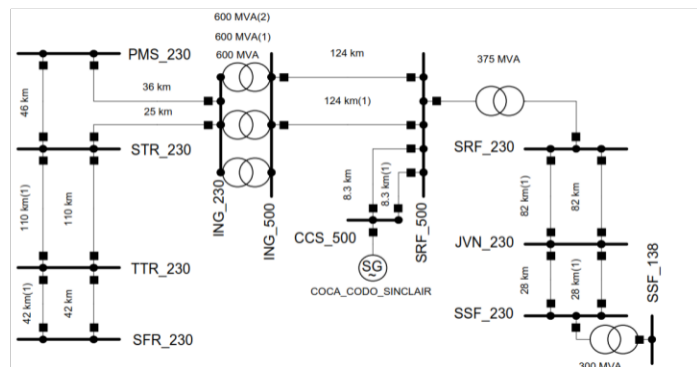 600 MVA(2)
600 MVA(1)
600 MVA
PMS_230
36 km
25 km
46 km
STR_230
110 km(1)
110 km
TTR_230
42 km(1)
42 km
SFR_230
ING_230
ING_500
124 km
124 km(1)
8.3 km
8.3 km(1)
CCS_500
SG
~
COCA_CODO_SINCLAIR
SRF_500
375 MVA
SRF_230
82 km(1)
82 km
JVN_230
28 km
28 km(1)
SSF_230
SSF_138
300 MVA